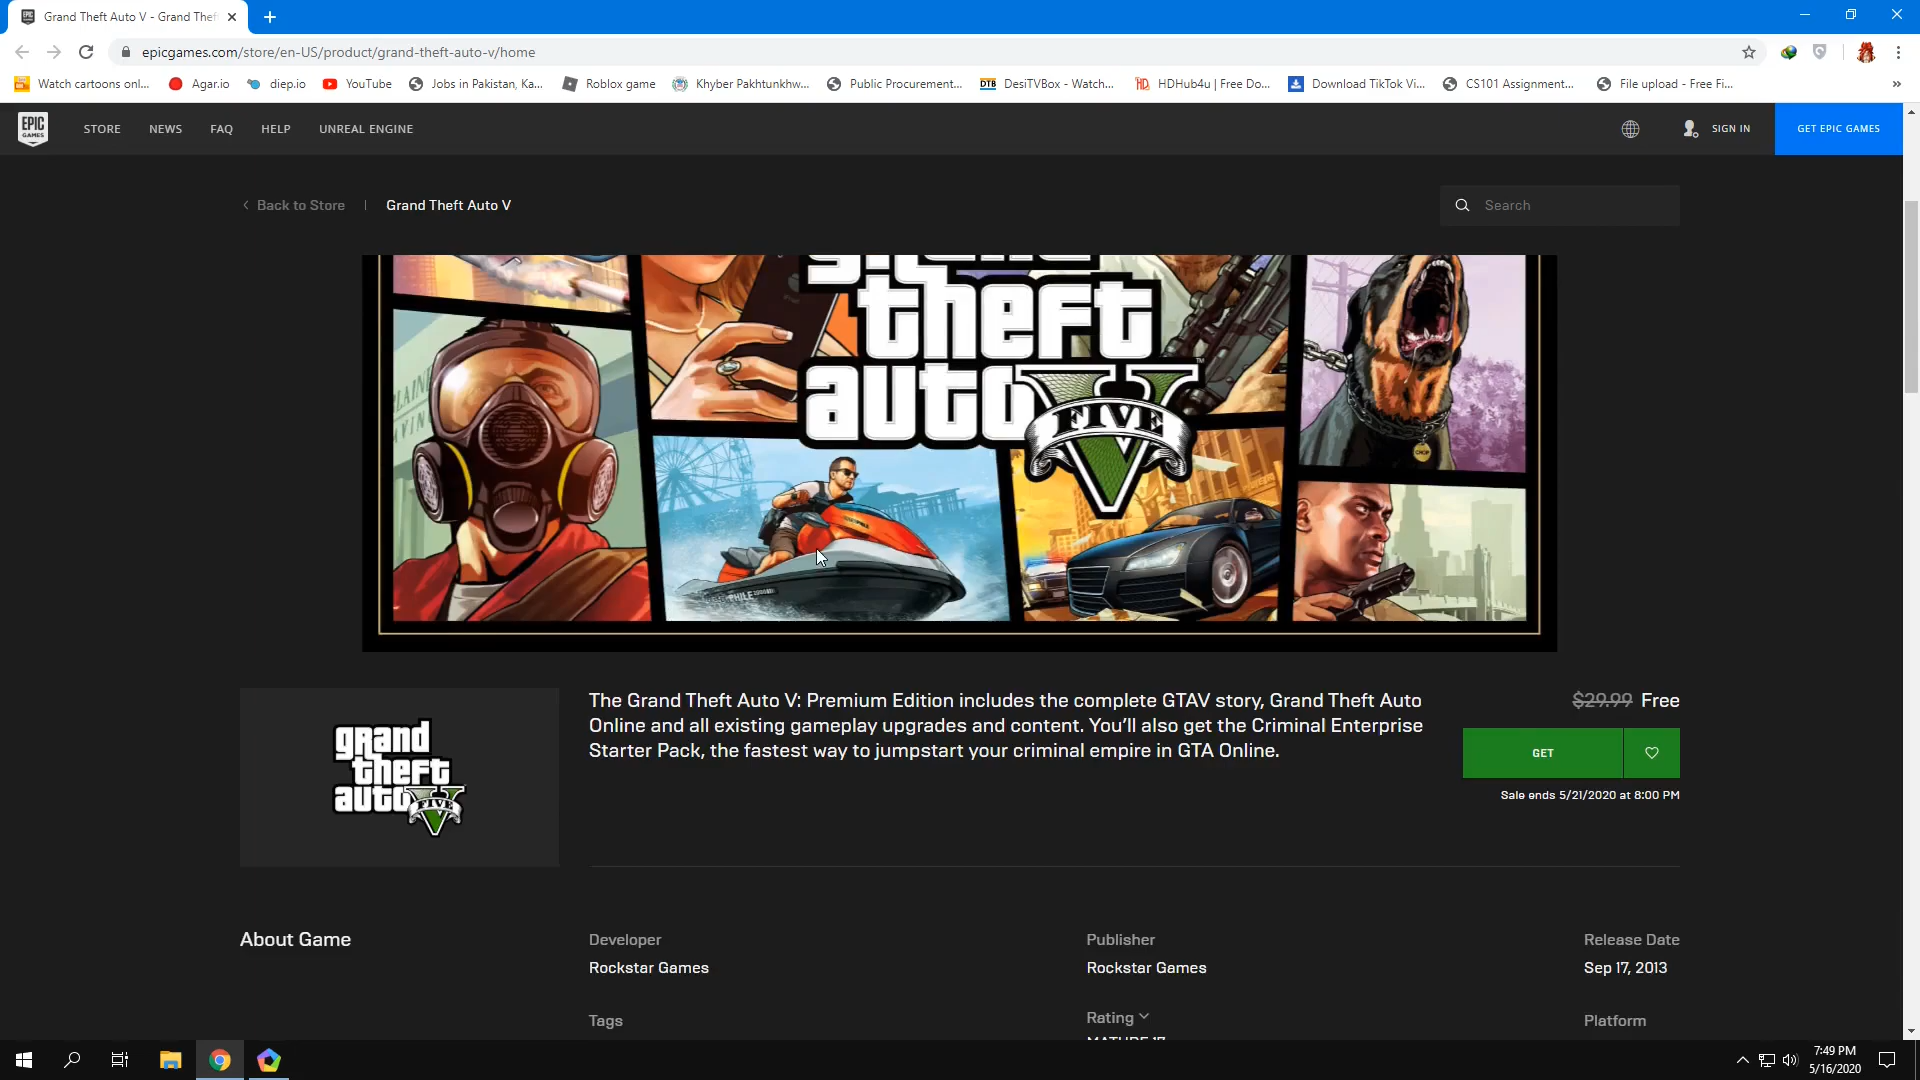 Grand Theft Auto V - Grand Thef
epicgames.com/store/en-US/product/grand-theft-auto-v/home
Watch cartoons onl... Agar.io diep.io YouTube Jobs in Pakistan, Ka... Roblox game Khyber Pakhtunkhw... Public Procurement... DTB DesiTVBox - Watch... HD HDHub4u | Free Do... Download TikTok Vi... CS101 Assignment... File upload - Free Fi... »
EPIC GAMES STORE NEWS FAQ HELP UNREAL ENGINE SIGN IN GET EPIC GAMES
Back to Store | Grand Theft Auto V Search
theft
auto V
FIVE
CHOP
The Grand Theft Auto V: Premium Edition includes the complete GTAV story, Grand Theft Auto
Online and all existing gameplay upgrades and content. You'll also get the Criminal Enterprise
Starter Pack, the fastest way to jumpstart your criminal empire in GTA Online.
$29.99 Free
GET
Sale ends 5/21/2020 at 8:00 PM
grand
theft
auto V
FIVE
About Game
Developer
Rockstar Games
Publisher
Rockstar Games
Release Date
Sep 17, 2013
Tags
Rating
MATURE 17
Platform
7:49 PM
5/16/2020